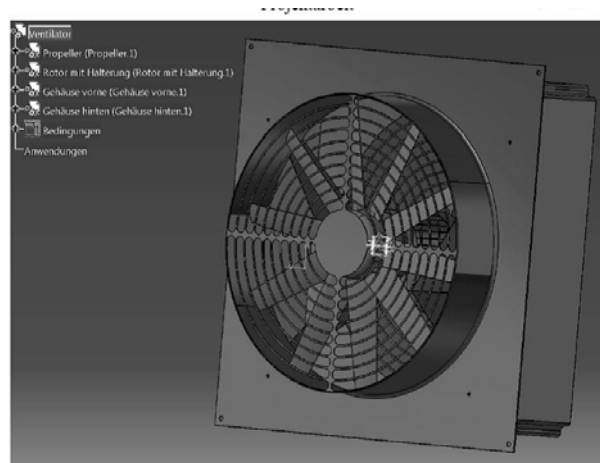 Projektarbeit
Ventilator
Propeller (Propeller.1)
Rotor mit Halterung (Rotor mit Halterung.1)
Gehäuse vorne (Gehäuse vorne.1)
Gehäuse hinten (Gehäuse hinten.1)
Bedingungen
Anwendungen